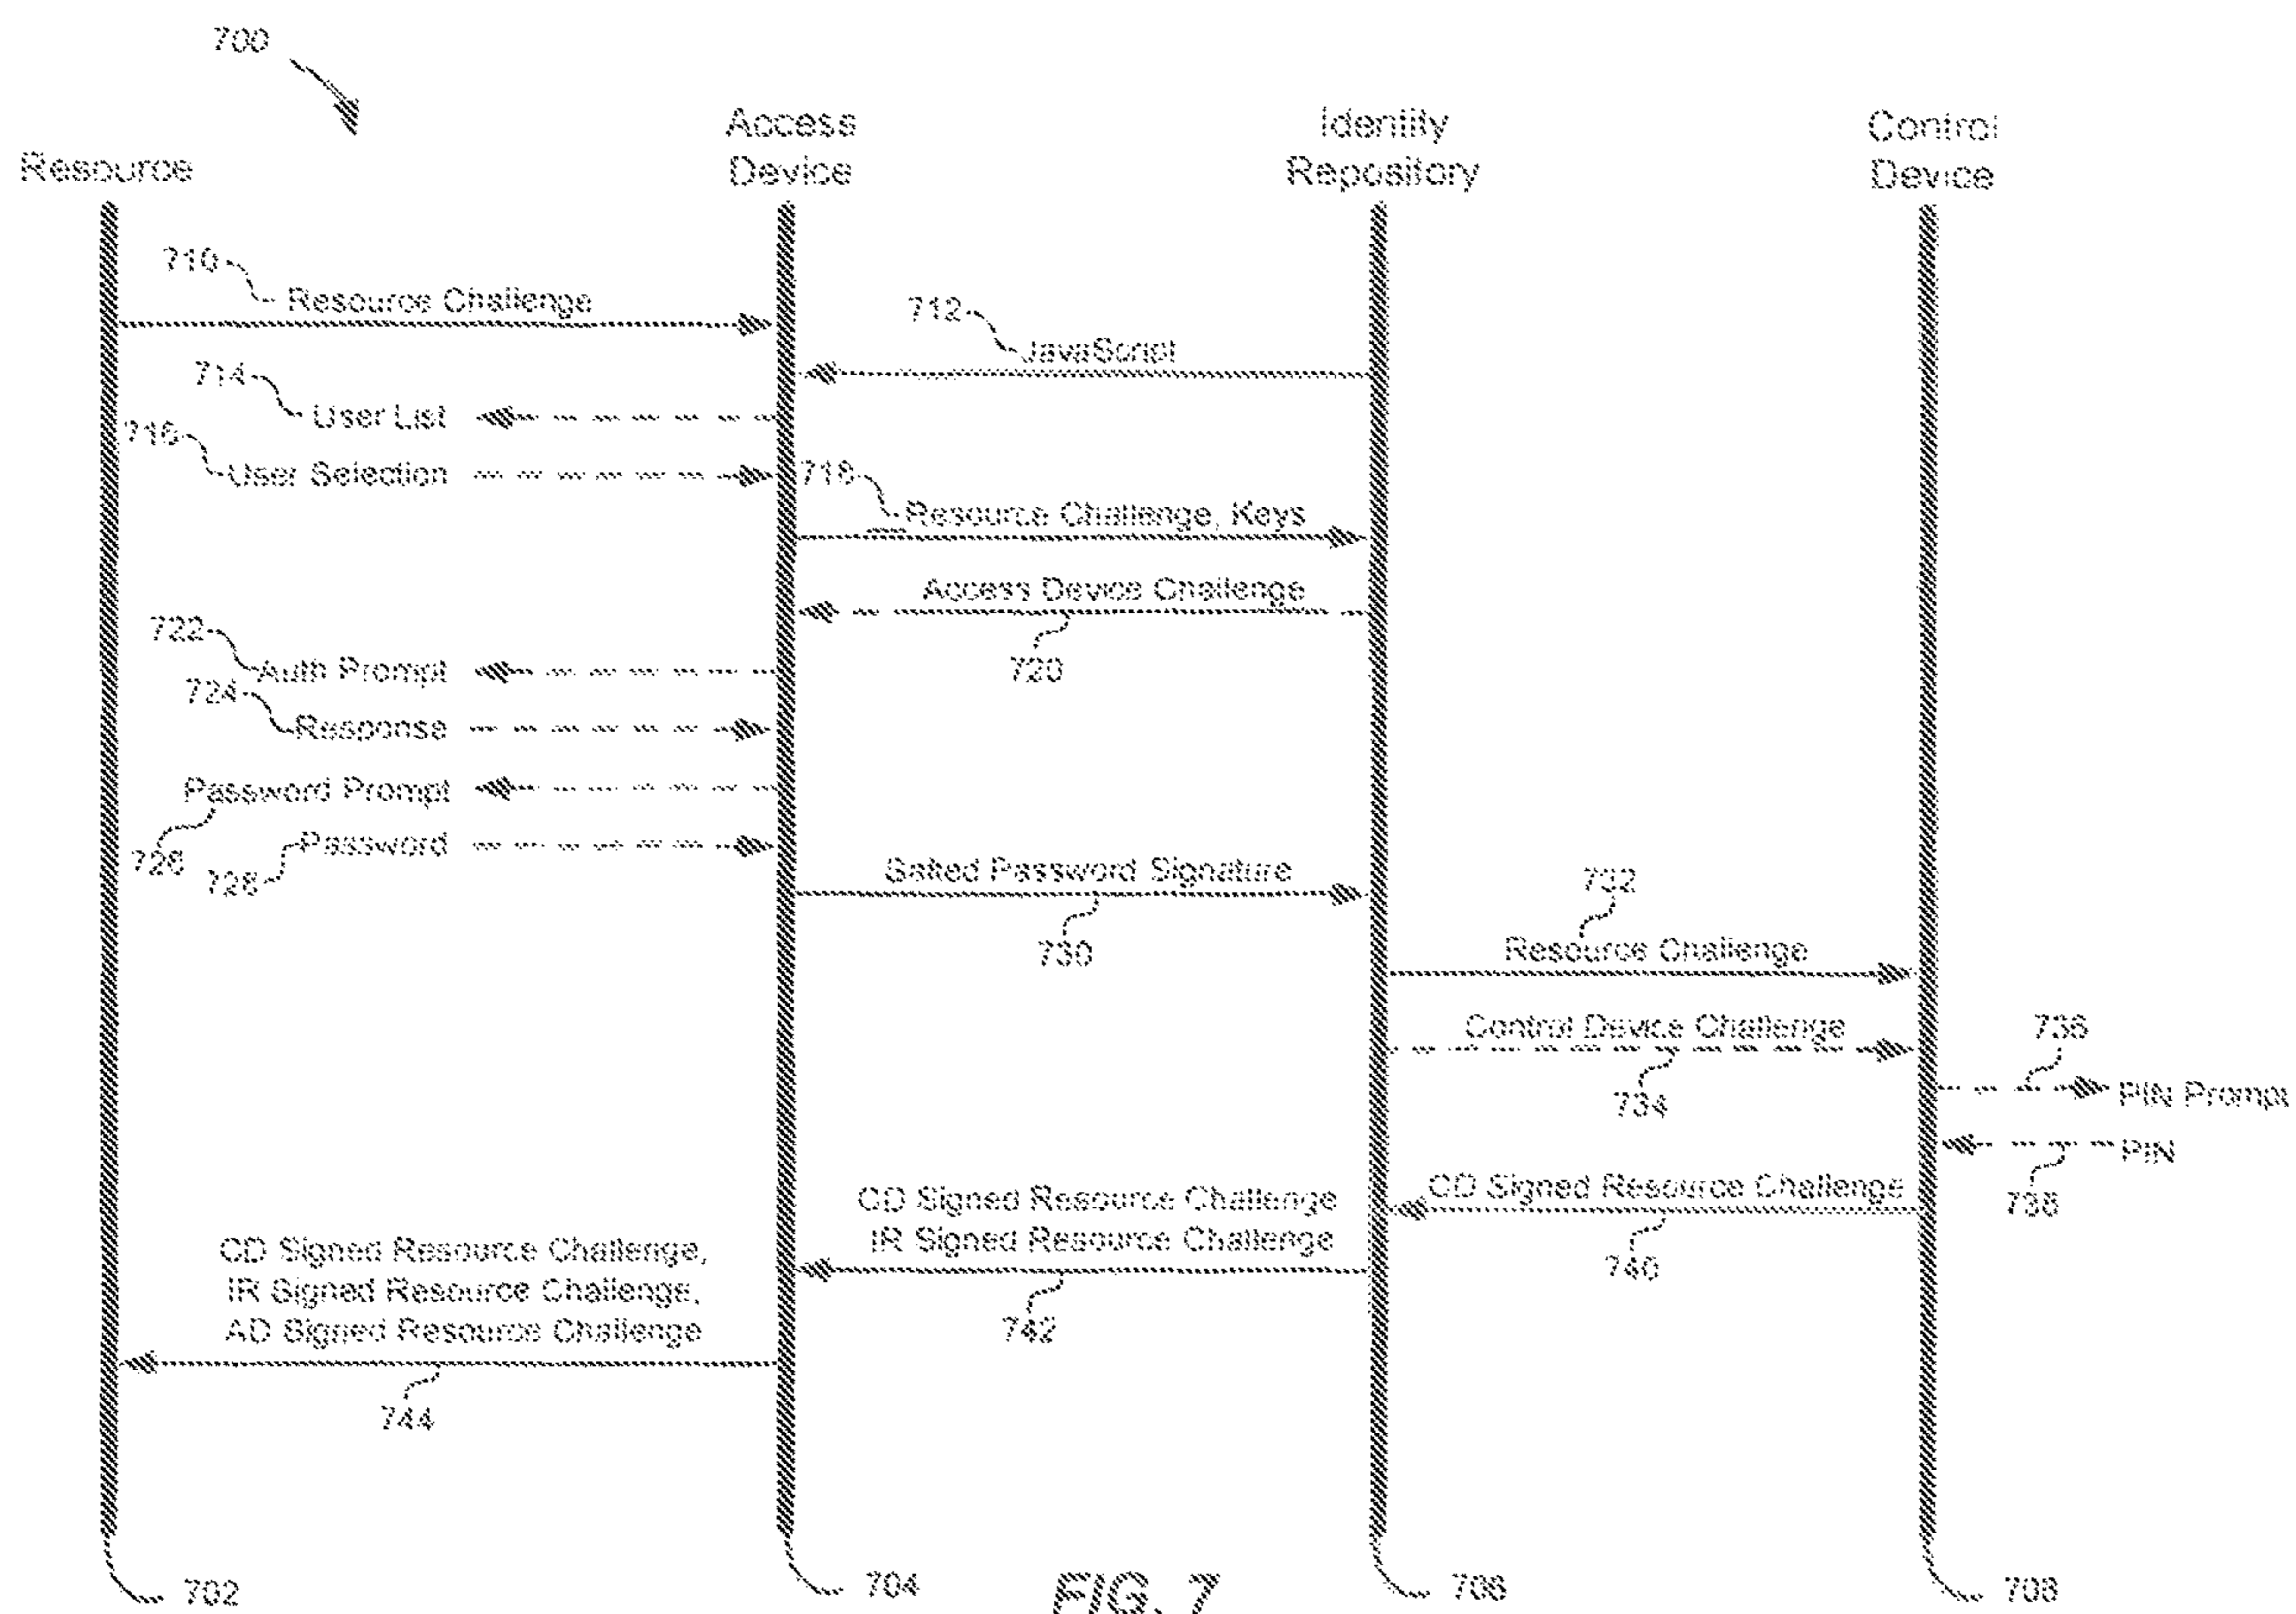 700
Resource
Access
Device
Identity
Repository
Control
Device
710
Resource Challenge
712
JavaScript
714
User List
716
User Selection
718
Resource Challenge, Keys
Access Device Challenge
720
722
Auth Prompt
724
Response
Password Prompt
726
Password
728
Salted Password Signature
730
732
Resource Challenge
Control Device Challenge
734
736
PIN Prompt
PIN
738
CD Signed Resource Challenge
740
CD Signed Resource Challenge
IR Signed Resource Challenge
742
CD Signed Resource Challenge,
IR Signed Resource Challenge,
AD Signed Resource Challenge
744
702
704
706
708
FIG. 7